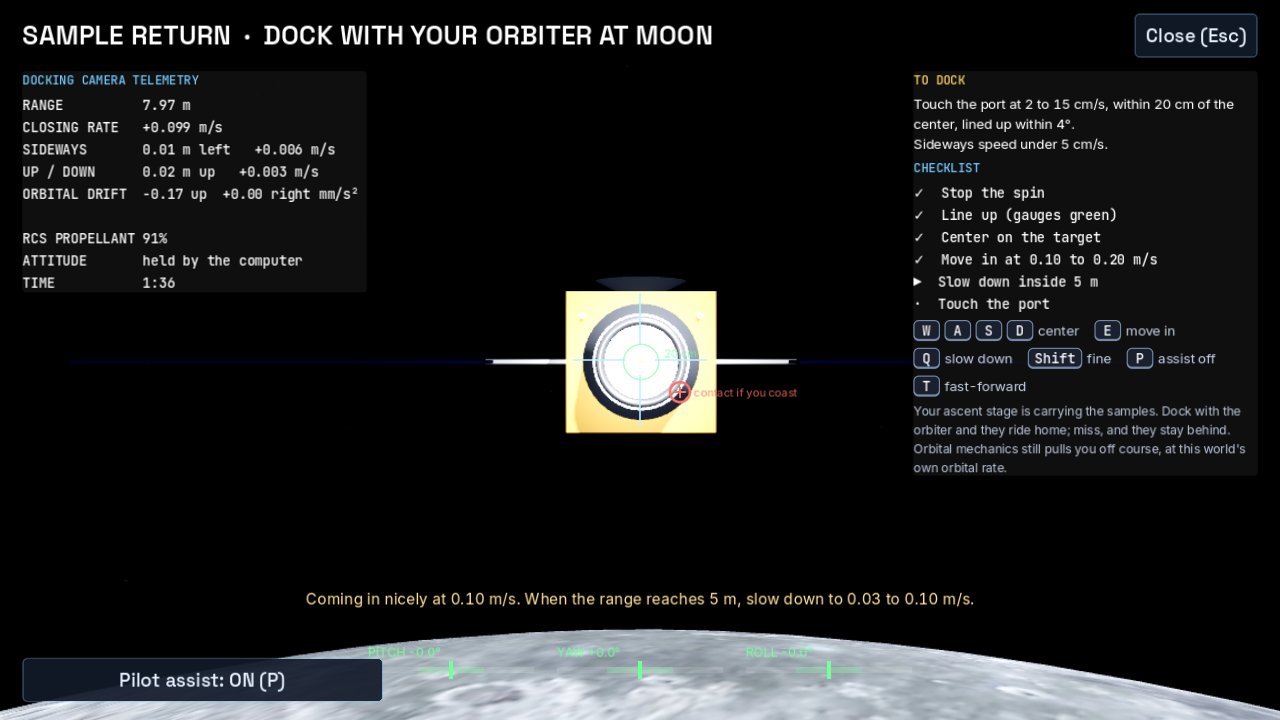 SAMPLE RETURN · DOCK WITH YOUR ORBITER AT MOON
Close (Esc)
DOCKING CAMERA TELEMETRY
RANGE 7.97 m
CLOSING RATE +0.099 m/s
SIDEWAYS 0.01 m left +0.006 m/s
UP / DOWN 0.02 m up +0.003 m/s
ORBITAL DRIFT -0.17 up +0.00 right mm/s²
RCS PROPELLANT 91%
ATTITUDE held by the computer
TIME 1:36
TO DOCK
Touch the port at 2 to 15 cm/s, within 20 cm of the
center, lined up within 4°.
Sideways speed under 5 cm/s.
CHECKLIST
✓ Stop the spin
✓ Line up (gauges green)
✓ Center on the target
✓ Move in at 0.10 to 0.20 m/s
▶ Slow down inside 5 m
· Touch the port
W A S D center E move in
Q slow down Shift fine P assist off
T fast-forward
Your ascent stage is carrying the samples. Dock with the
orbiter and they ride home; miss, and they stay behind.
Orbital mechanics still pulls you off course, at this world's
own orbital rate.
contact if you coast
Coming in nicely at 0.10 m/s. When the range reaches 5 m, slow down to 0.03 to 0.10 m/s.
PITCH -0.0° YAW +0.0° ROLL -0.0°
Pilot assist: ON (P)